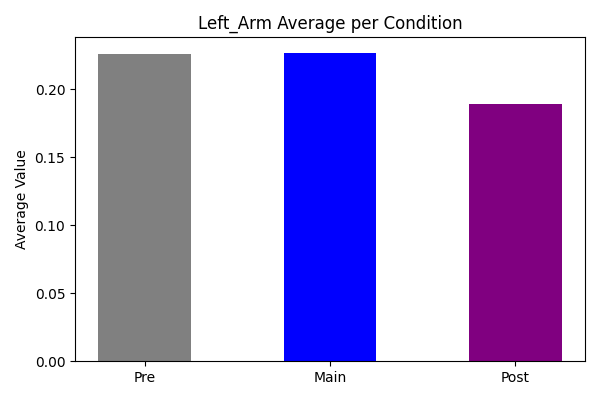 Left_Arm Average per Condition
Average Value
0.20
0.15
0.10
0.05
0.00
Pre
Main
Post